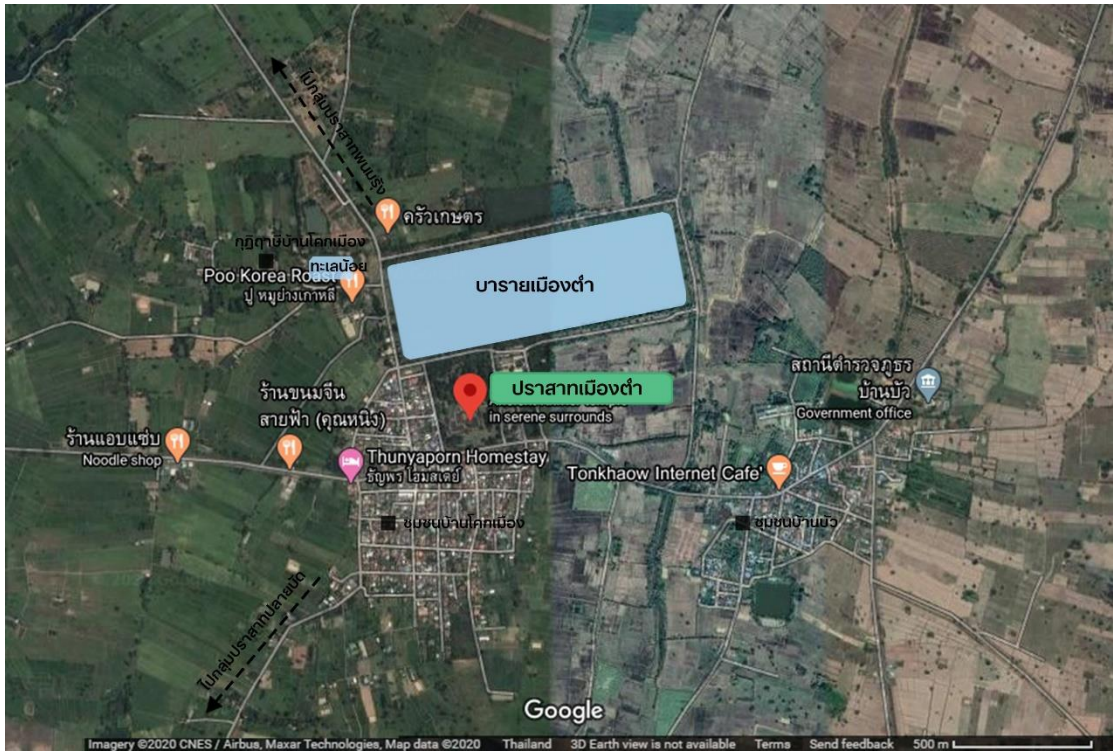 ไปกลุ่มปราสาทพนมรุ้ง
ครัวเกษตร
กุฏิฤาษีบ้านโคกเมือง
ทะเลน้อย
Poo Korea Roast
ปู หมูย่างเกาหลี
บารายเมืองต่ำ
ปราสาทเมืองต่ำ
in serene surrounds
สถานีตำรวจภูธร
บ้านบัว
Government office
ร้านขนมจีน
สายฟ้า (คุณหนิง)
ร้านแอบแซ่บ
Noodle shop
Thunyaporn Homestay
ธัญพร โฮมสเตย์
Tonkhaow Internet Cafe'
ชุมชนบ้านโคกเมือง
ชุมชนบ้านบัว
ไปกลุ่มปราสาทปลายบัด
Google
Imagery ©2020 CNES / Airbus, Maxar Technologies, Map data ©2020 Thailand 3D Earth view is not available Terms Send feedback 500 m